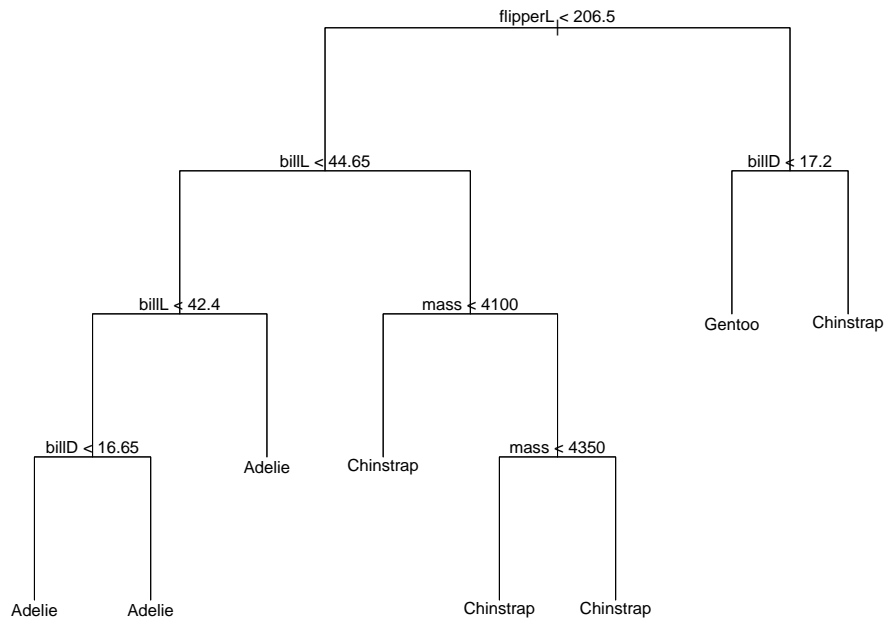 flipperL < 206.5
billL < 44.65
billD < 17.2
billL < 42.4
mass < 4100
Gentoo
Chinstrap
billD < 16.65
Adelie
Chinstrap
mass < 4350
Adelie
Adelie
Chinstrap
Chinstrap